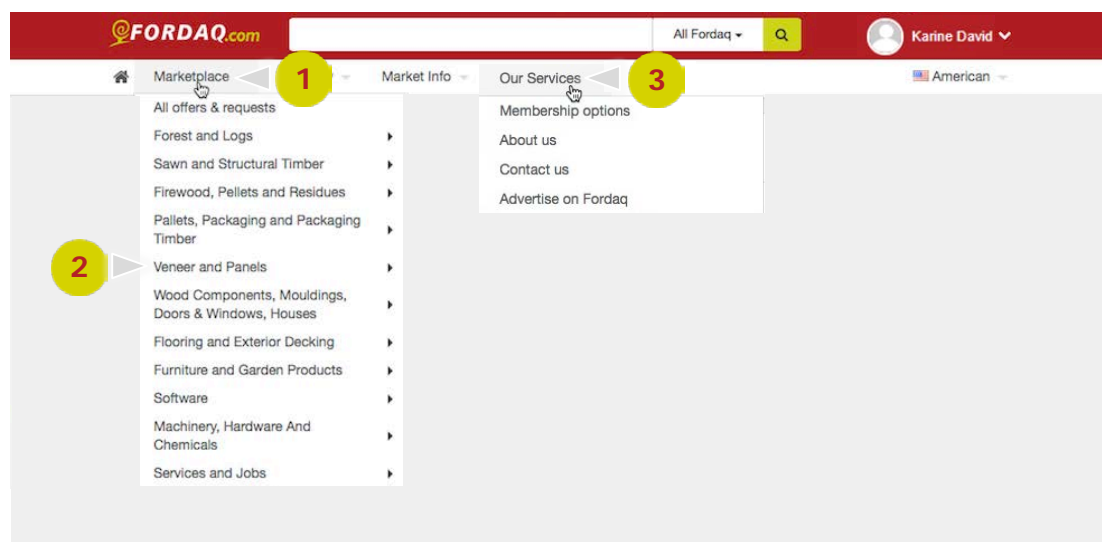 FORDAQ.com
All Fordaq
Karine David
Marketplace
1
Market Info
Our Services
3
American
All offers & requests
Forest and Logs
Sawn and Structural Timber
Firewood, Pellets and Residues
Pallets, Packaging and Packaging
Timber
2
Veneer and Panels
Wood Components, Mouldings,
Doors & Windows, Houses
Flooring and Exterior Decking
Furniture and Garden Products
Software
Machinery, Hardware And
Chemicals
Services and Jobs
Membership options
About us
Contact us
Advertise on Fordaq